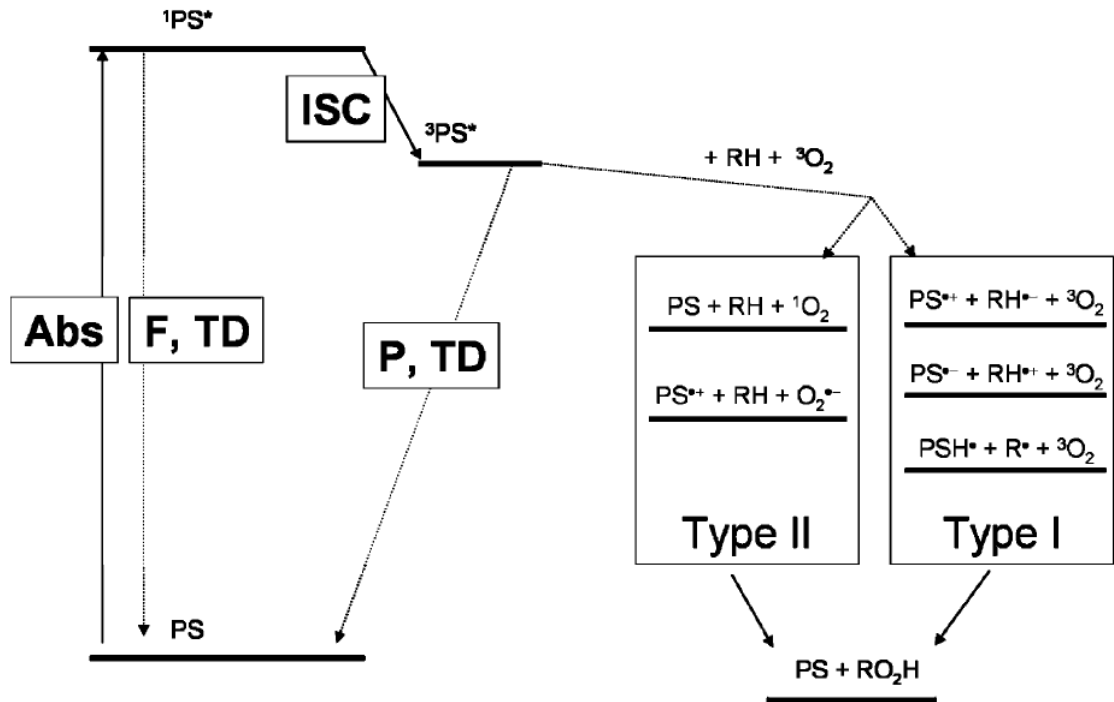 ¹PS*
ISC
³PS*
+ RH + ³O₂
Abs
F, TD
P, TD
PS + RH + ¹O₂
PS•⁺ + RH + O₂•⁻
Type II
PS•⁺ + RH•⁻ + ³O₂
PS•⁻ + RH•⁺ + ³O₂
PSH• + R• + ³O₂
Type I
PS
PS + RO₂H